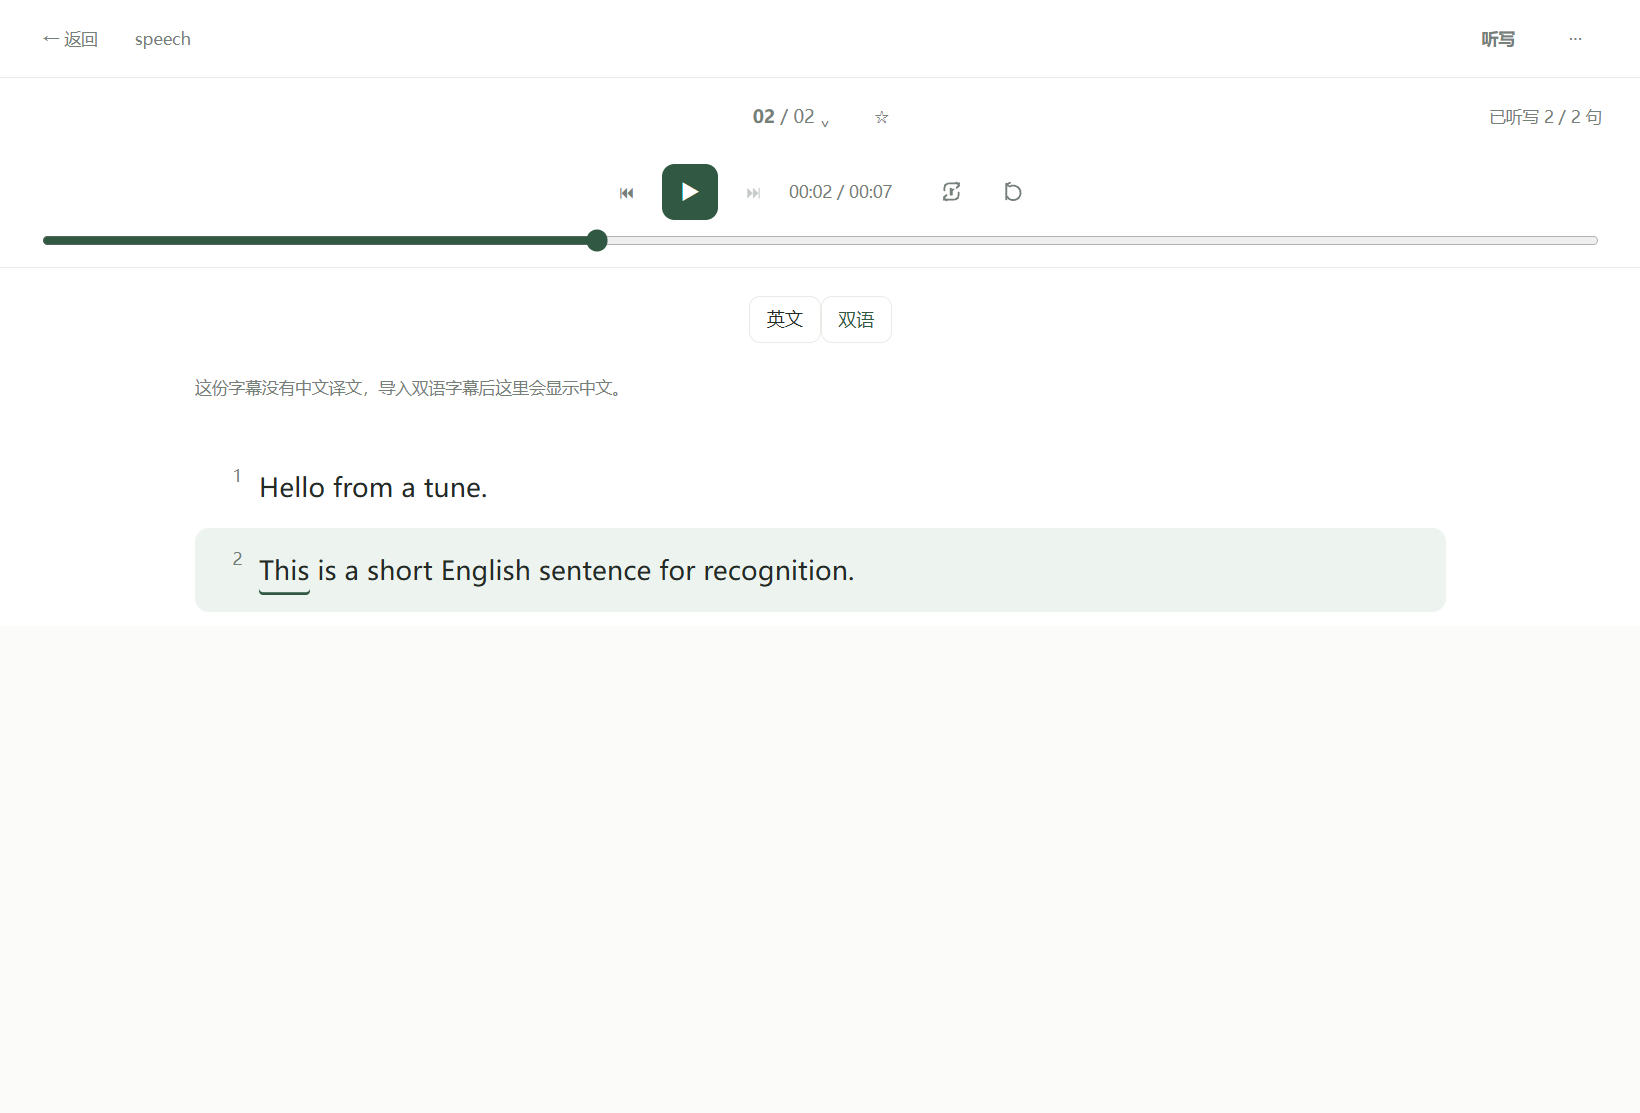 ← 返回 speech 听写 ...
02 / 02 ˅ ☆ 已听写 2 / 2 句
00:02 / 00:07
英文 双语
这份字幕没有中文译文，导入双语字幕后这里会显示中文。
1 Hello from a tune.
2 This is a short English sentence for recognition.